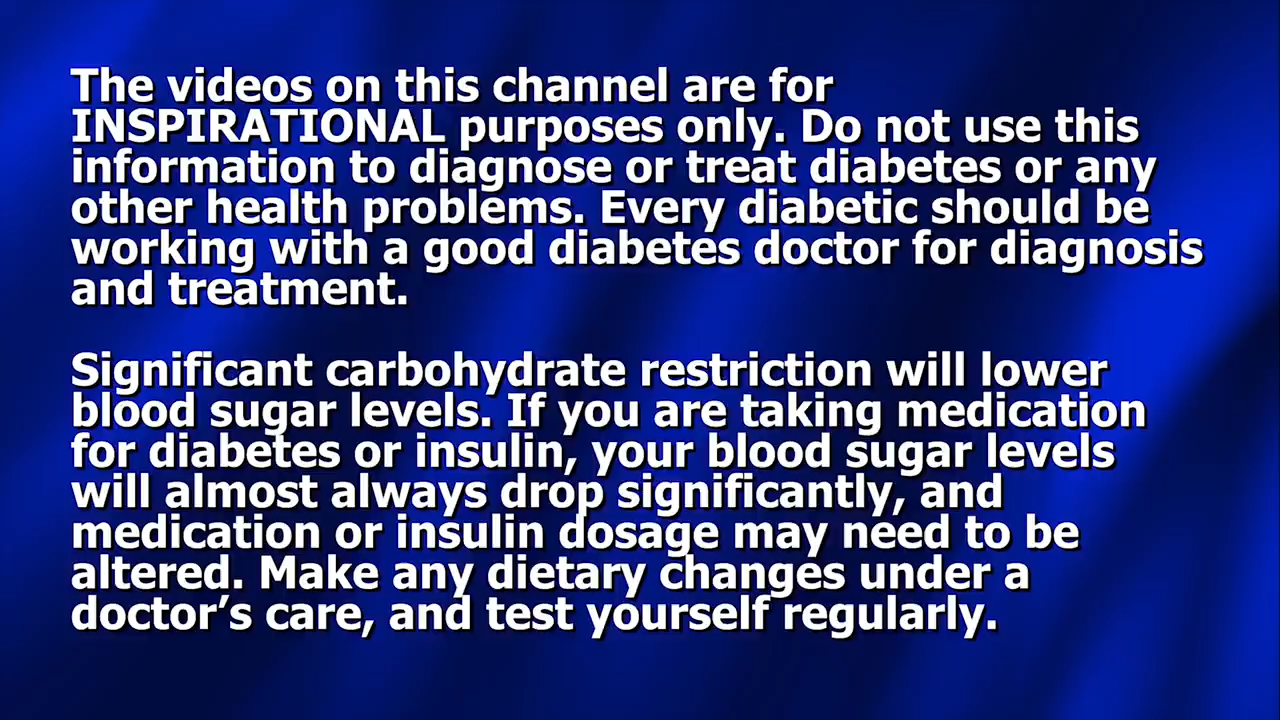 The videos on this channel are for
INSPIRATIONAL purposes only. Do not use this
information to diagnose or treat diabetes or any
other health problems. Every diabetic should be
working with a good diabetes doctor for diagnosis
and treatment.
Significant carbohydrate restriction will lower
blood sugar levels. If you are taking medication
for diabetes or insulin, your blood sugar levels
will almost always drop significantly, and
medication or insulin dosage may need to be
altered. Make any dietary changes under a
doctor’s care, and test yourself regularly.